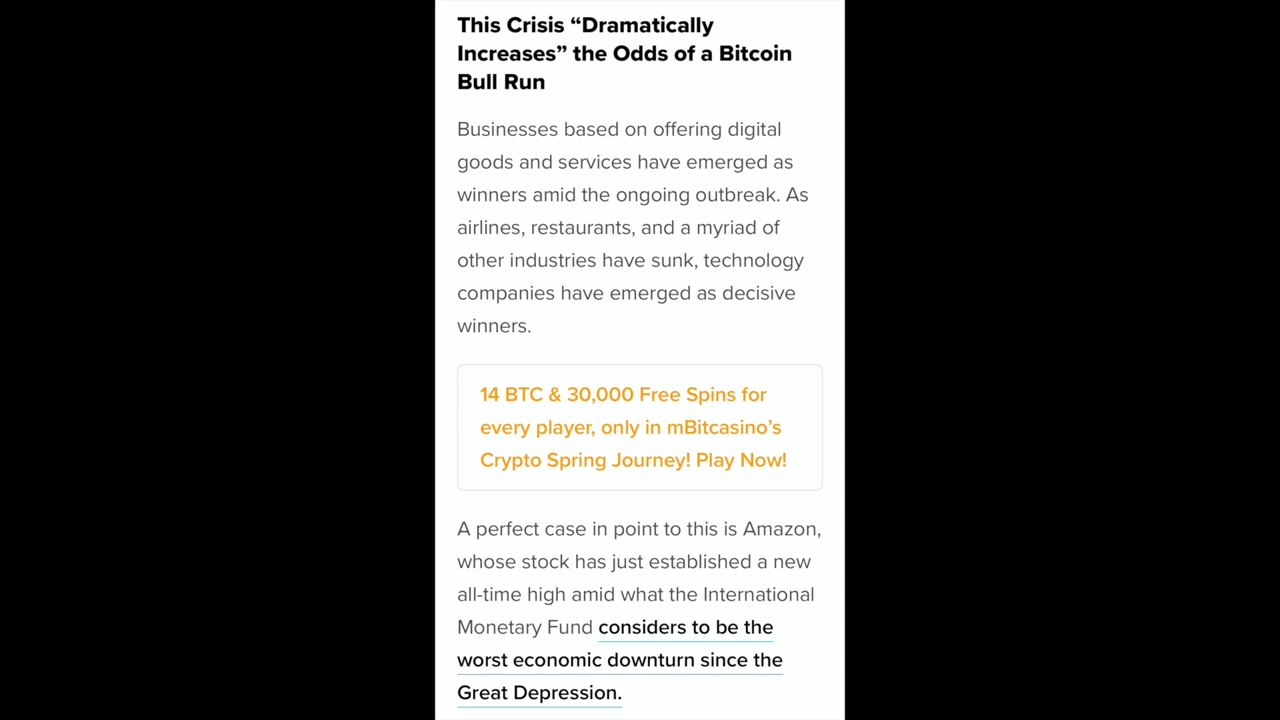 This Crisis “Dramatically
Increases” the Odds of a Bitcoin
Bull Run
Businesses based on offering digital
goods and services have emerged as
winners amid the ongoing outbreak. As
airlines, restaurants, and a myriad of
other industries have sunk, technology
companies have emerged as decisive
winners.
14 BTC & 30,000 Free Spins for
every player, only in mBitcasino’s
Crypto Spring Journey! Play Now!
A perfect case in point to this is Amazon,
whose stock has just established a new
all-time high amid what the International
Monetary Fund considers to be the
worst economic downturn since the
Great Depression.